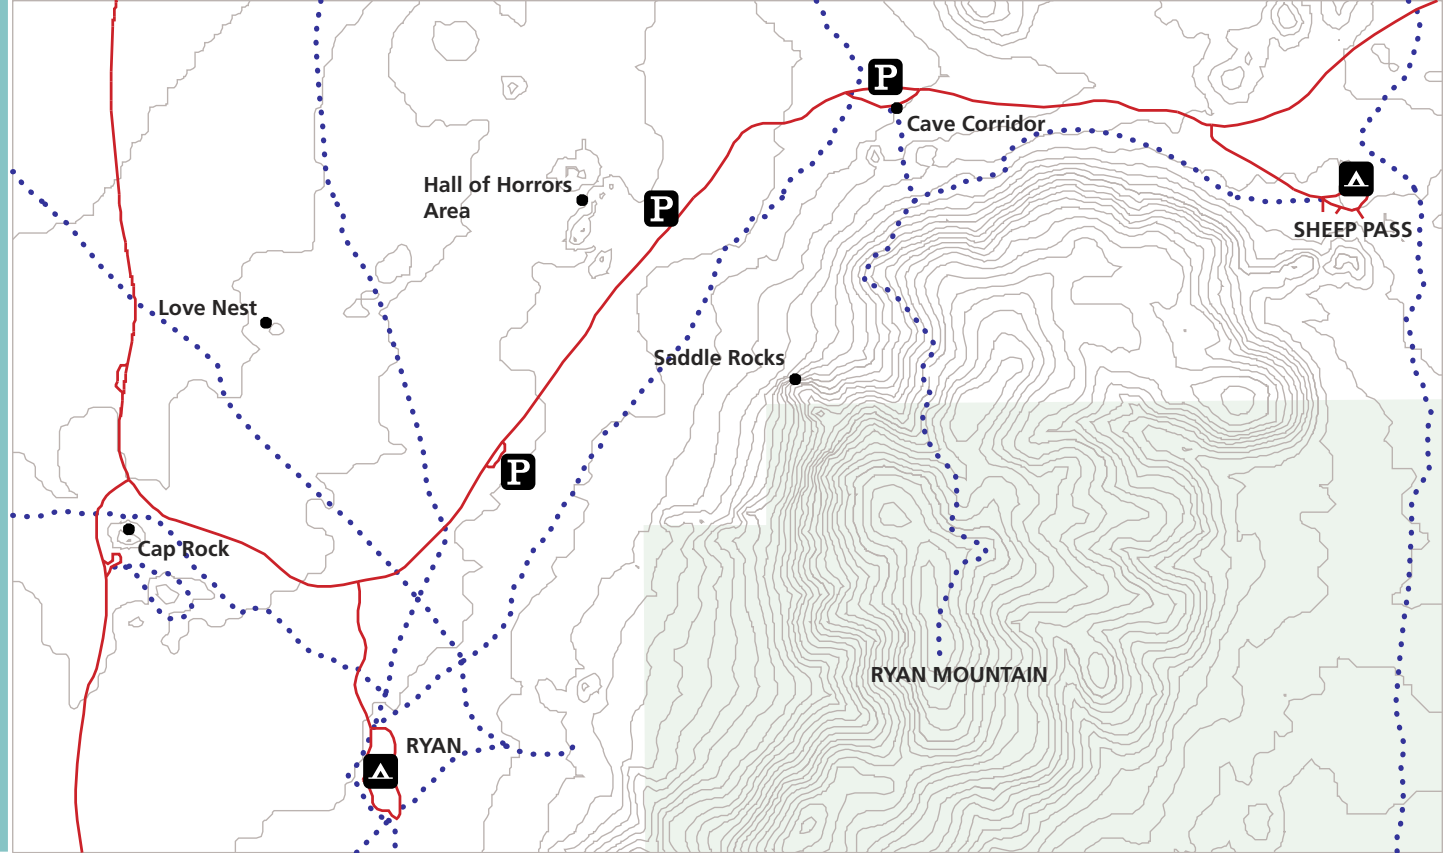 P
Cave Corridor
Hall of Horrors
Area
P
SHEEP PASS
Love Nest
Saddle Rocks
P
Cap Rock
RYAN MOUNTAIN
RYAN